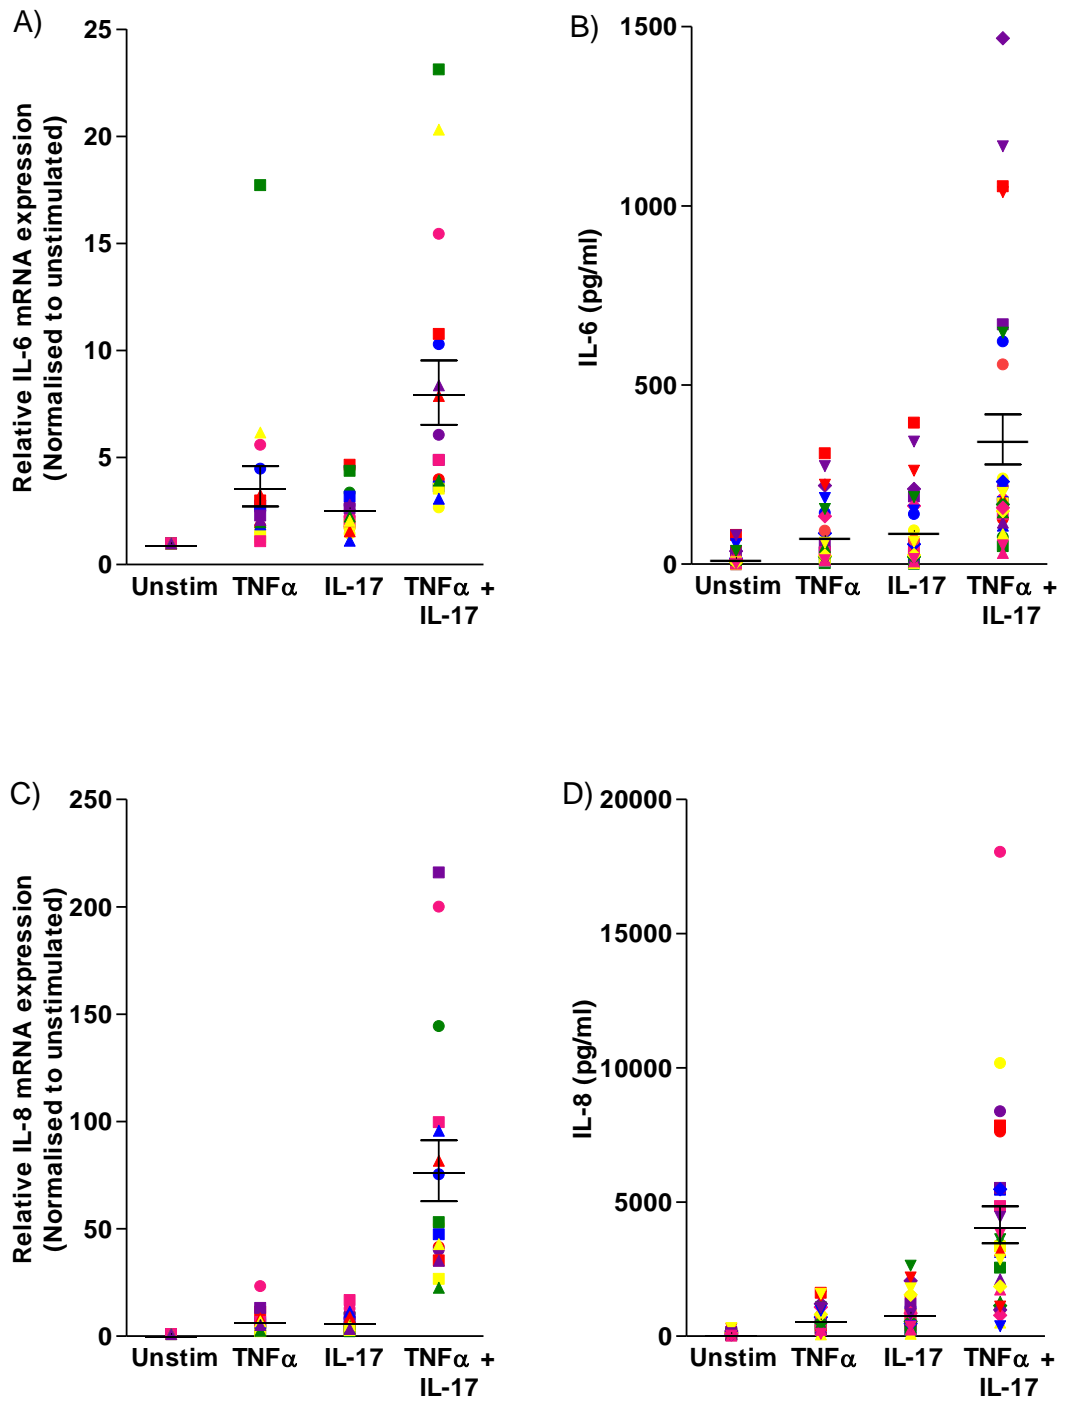 A)
Relative IL-6 mRNA expression
(Normalised to unstimulated)
25
20
15
10
5
0
Unstim TNFα IL-17 TNFα +
IL-17
B)
IL-6 (pg/ml)
1500
1000
500
0
Unstim TNFα IL-17 TNFα +
IL-17
C)
Relative IL-8 mRNA expression
(Normalised to unstimulated)
250
200
150
100
50
0
Unstim TNFα IL-17 TNFα +
IL-17
D)
IL-8 (pg/ml)
20000
15000
10000
5000
0
Unstim TNFα IL-17 TNFα +
IL-17